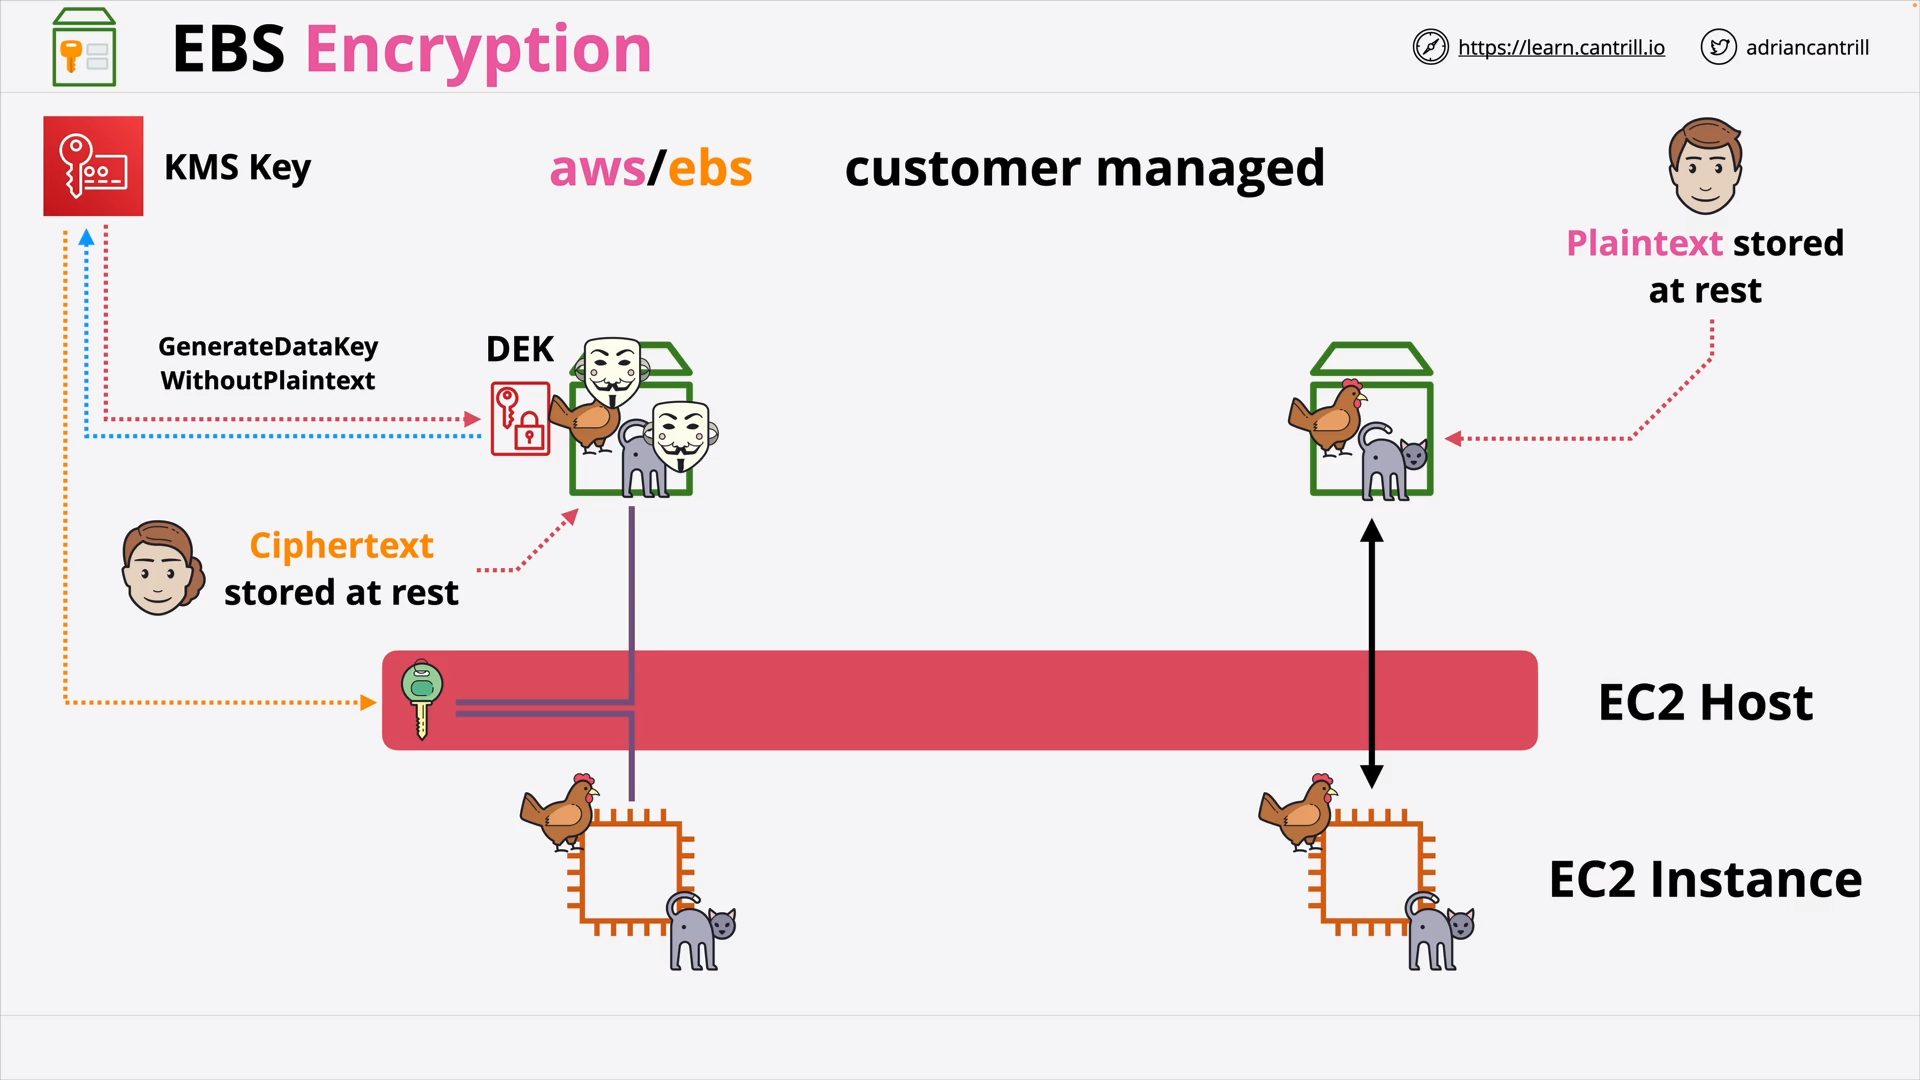 EBS Encryption
https://learn.cantrill.io
adriancantrill
KMS Key
aws/ebs
customer managed
Plaintext stored
at rest
GenerateDataKey
WithoutPlaintext
DEK
Ciphertext
stored at rest
EC2 Host
EC2 Instance